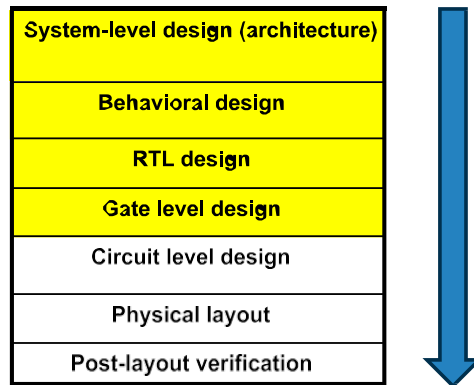 System-level design (architecture)
Behavioral design
RTL design
Gate level design
Circuit level design
Physical layout
Post-layout verification